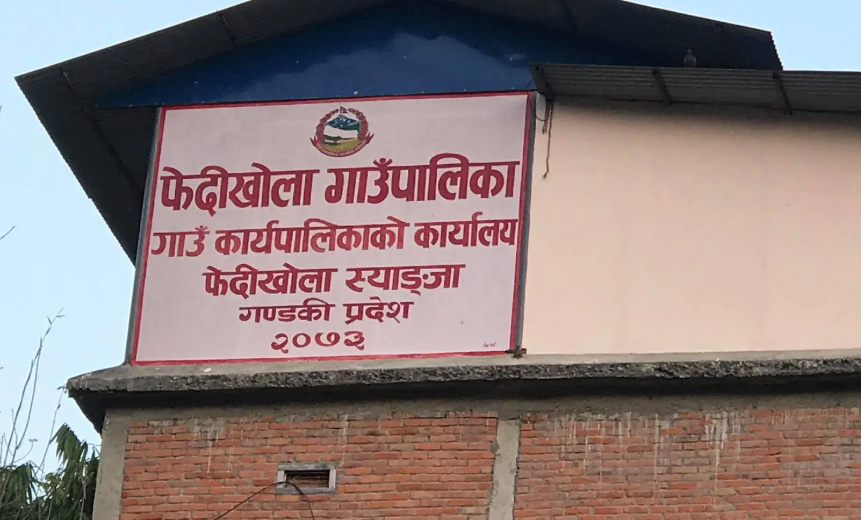 फेदीखोला गाउँपालिका
गाउँ कार्यपालिकाको कार्यालय
फेदीखोला स्याङ्जा
गण्डकी प्रदेश
२०७३